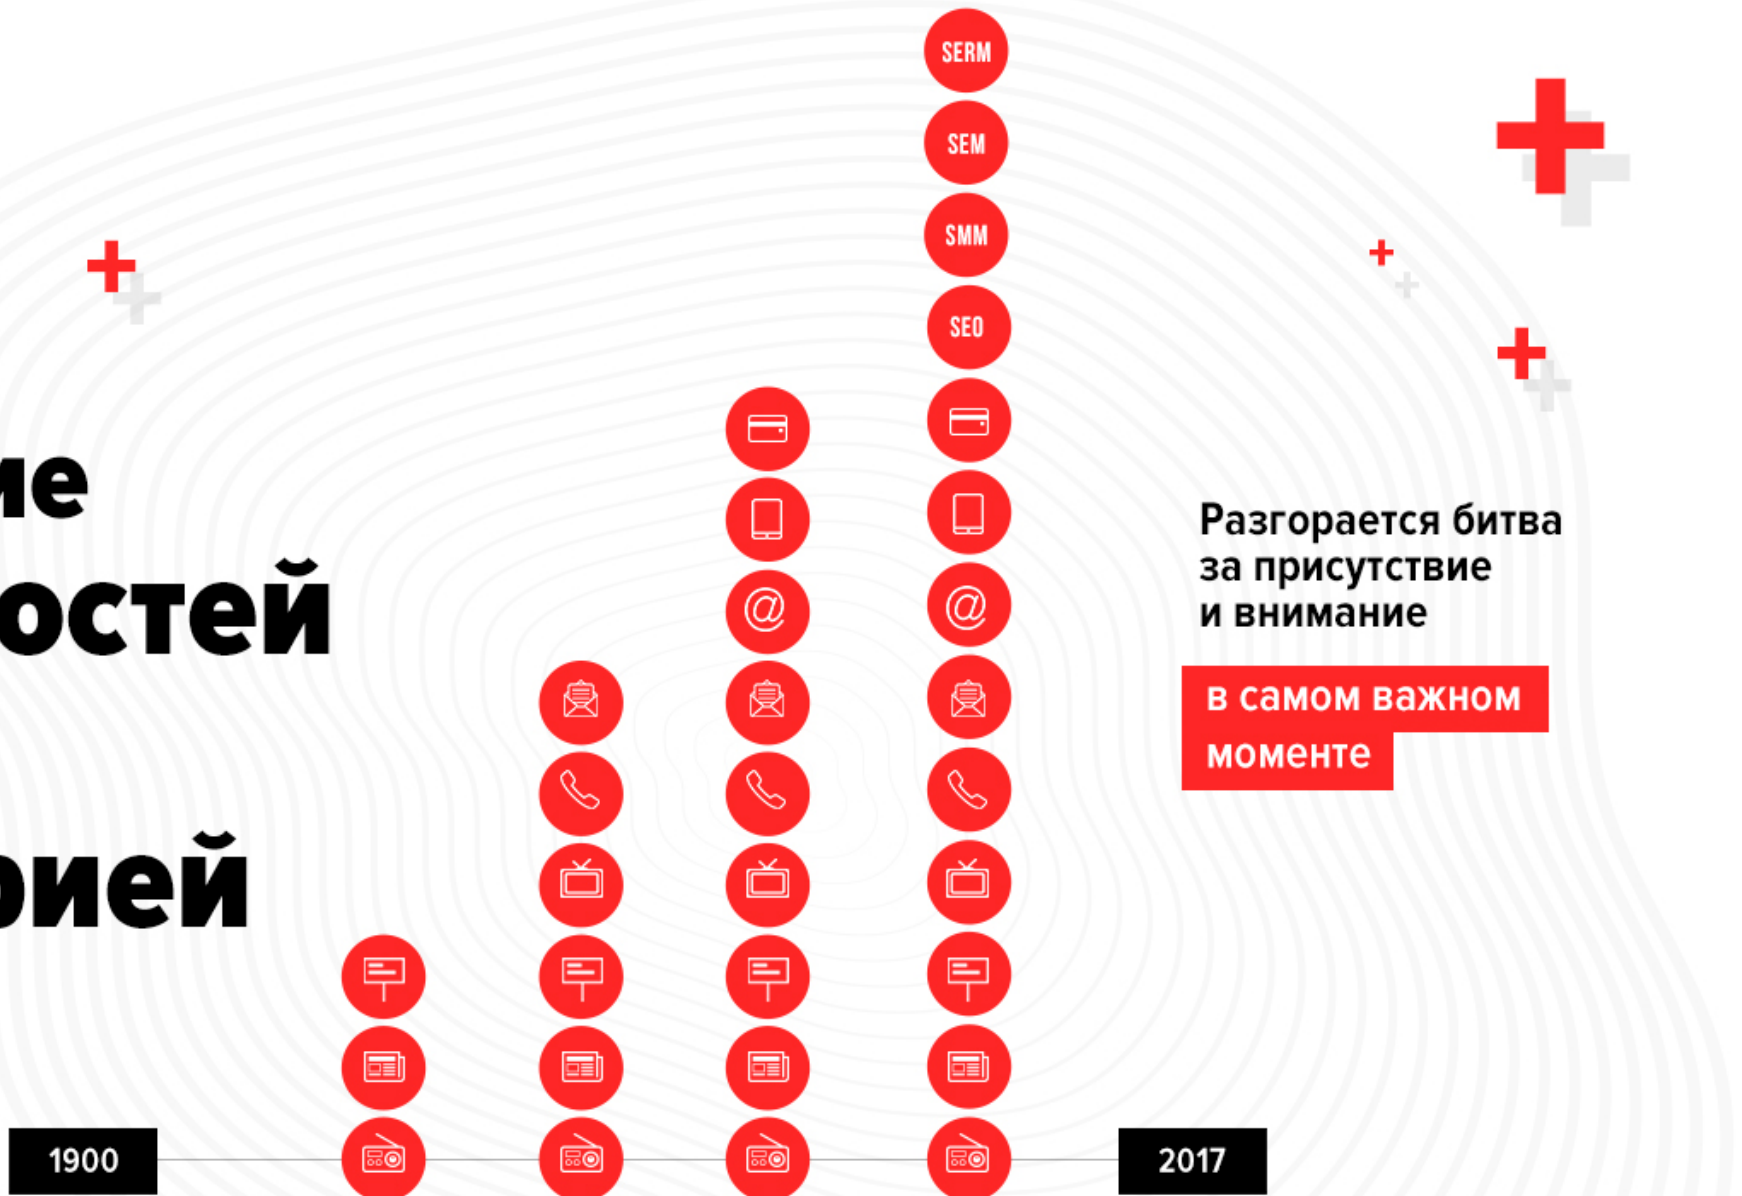 SERM
SEM
SMM
SEO
ие
остей
рией
Разгорается битва
за присутствие
и внимание
в самом важном
моменте
1900
2017